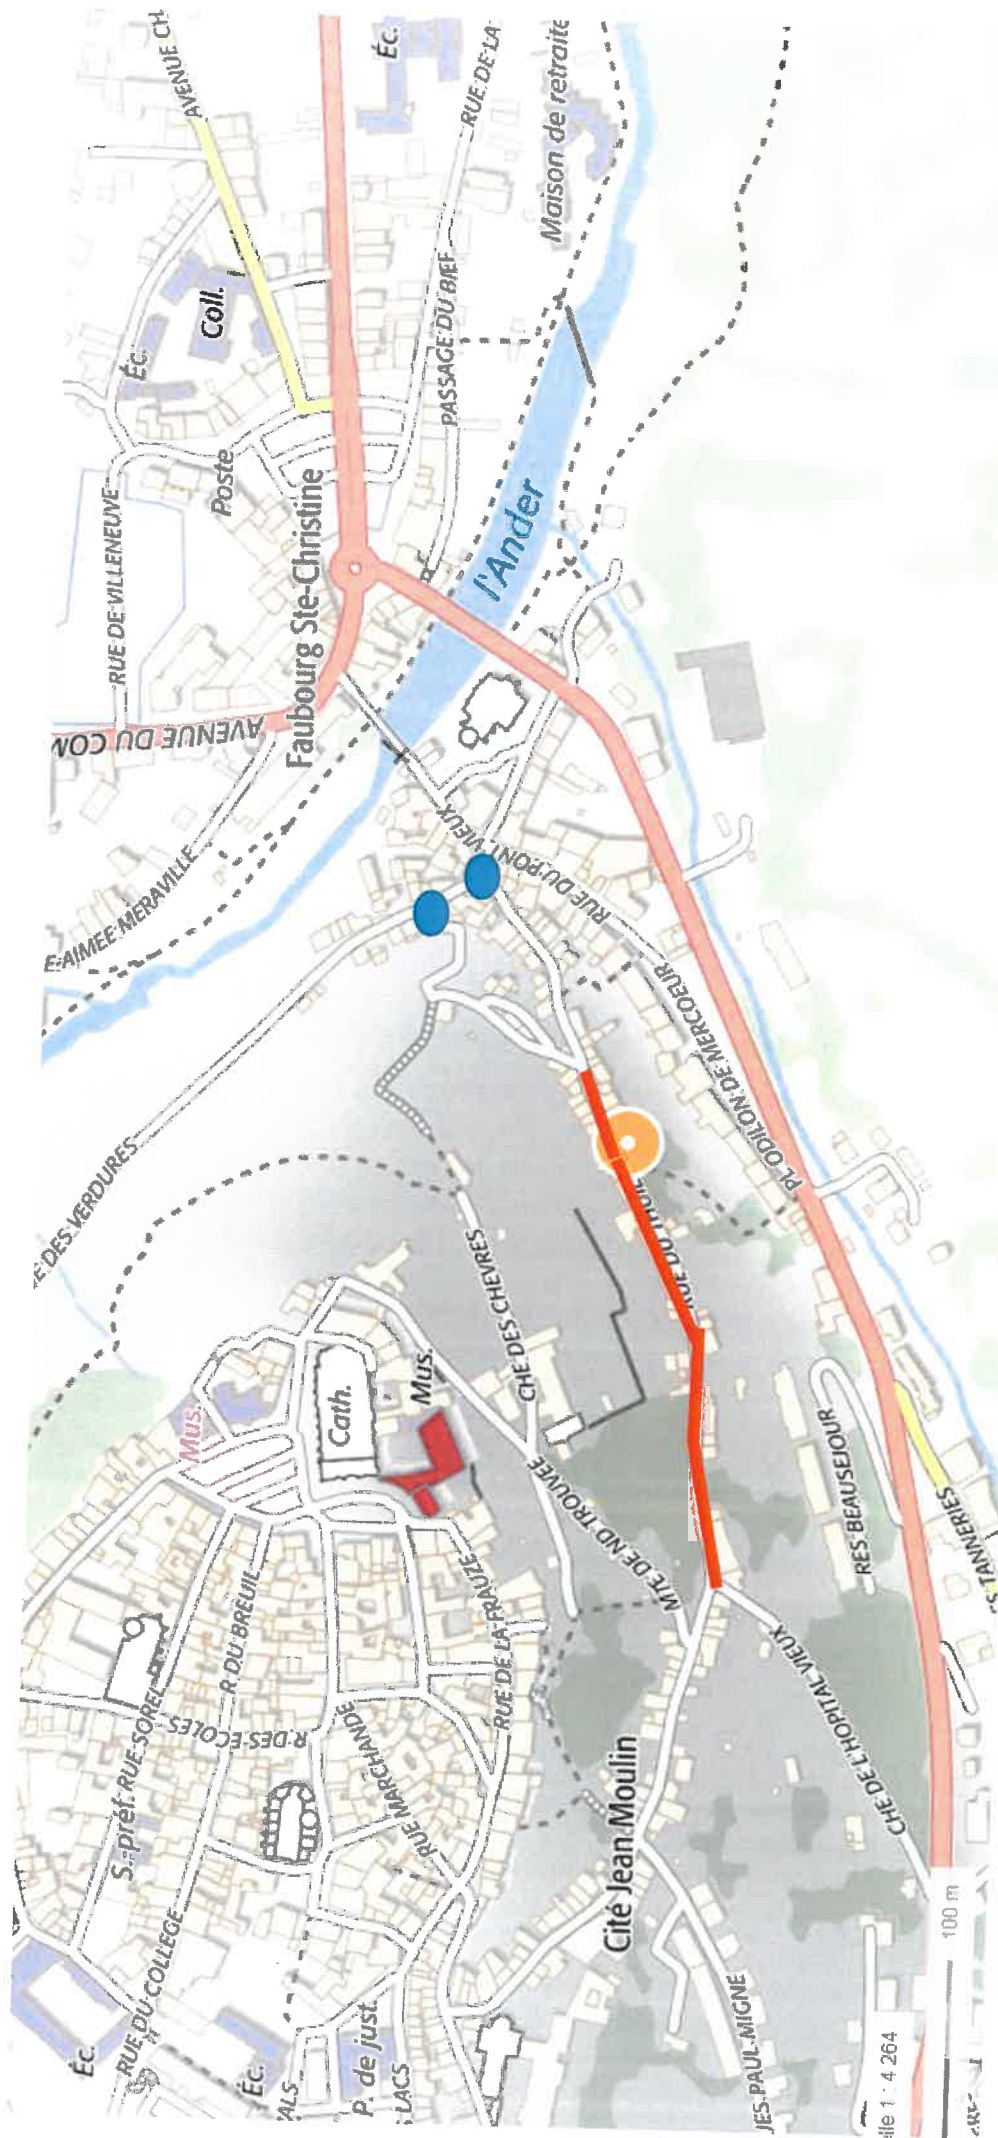 AVENUE CH
Éc.
RUE DE LA
Maison de retraite
Coll.
Éc.
PASSAGE DU BIEF
Poste
RUE DE VILLENEUVE
Faubourg Ste-Christine
l'Ander
AVENUE DU COM
E AIMEE MERAVILLE
RUE DU PONT VIEUX
E DES VERDURES
PL ODILON DE MERCOEUR
RUE DU THUIL
CHE DES CHEVRES
Mus.
Cath.
Mus.
MTE DE ND TROUVEE
RES BEAUSEJOUR
S TANNERIES
R DU BREUIL
RUE DE LA FRAUZE
S.-préf.
RUE SOREL
R DES ECOLES
RUE MARCHANDE
Cité Jean Moulin
CHE DE L'HOPITAL VIEUX
RUE DU COLLEGE
Éc.
Éc.
P. de just.
LACS
JES PAUL MIGNE
elle 1 : 4 264
100 m